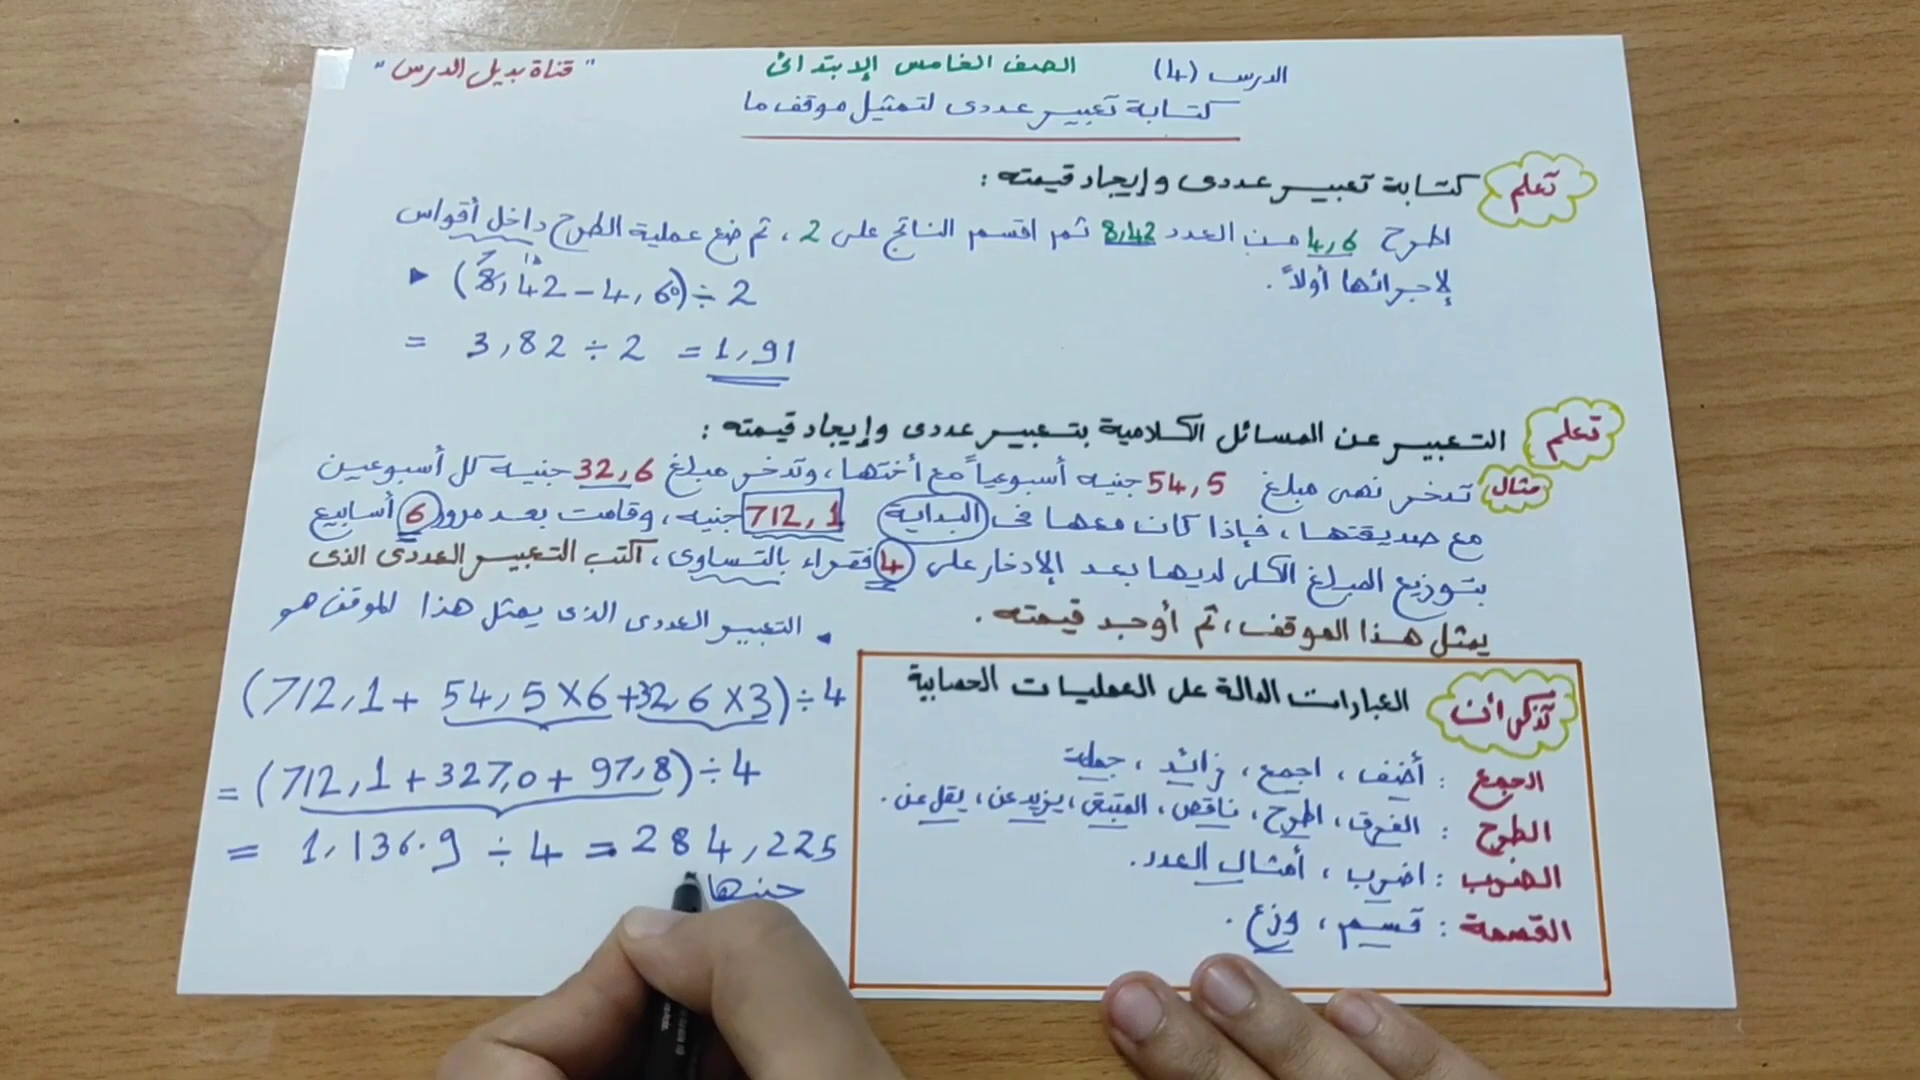 الدرس (4) الصف الخامس الإبتدائى " قناة بديل الدرس "
كتابة تعبير عددى لتمثيل موقف ما
تعلم كتابة تعبير عددى وإيجاد قيمته :
اطرح 4,6 من العدد 8,42 ثم اقسم الناتج على 2 ، ثم ضع عملية الطرح داخل أقواس
لإجرائها أولاً .
(8,42 - 4,60) ÷ 2
= 3,82 ÷ 2 = 1,91
تعلم التعبير عن المسائل الكلامية بتعبير عددى وإيجاد قيمته :
مثال تدخر نهى مبلغ 54,5 جنيه أسبوعياً مع أختها ، وتدخر مبلغ 32,6 جنيه كل أسبوعين
مع صديقتها ، فإذا كان معها فى البداية 712,1 جنيه ، وقامت بعد مرور 6 أسابيع
بتوزيع المبلغ الكلى لديها بعد الإدخار على 4 فقراء بالتساوى ، اكتب التعبير العددى الذى
يمثل هذا الموقف ، ثم أوجد قيمته .
التعبير العددى الذى يمثل هذا الموقف هو
(712,1 + 54,5 × 6 + 32,6 × 3) ÷ 4
= (712,1 + 327,0 + 97,8) ÷ 4
= 1,136.9 ÷ 4 = 284,225
جنيها
تذكر أن العبارات الدالة على العمليات الحسابية
الجمع : أضف ، اجمع ، زائد ، جملة
الطرح : الفرق ، اطرح ، ناقص ، المتبقى ، يزيد عن ، يقل عن .
الضرب : اضرب ، أمثال العدد .
القسمة : قسم ، وزع .